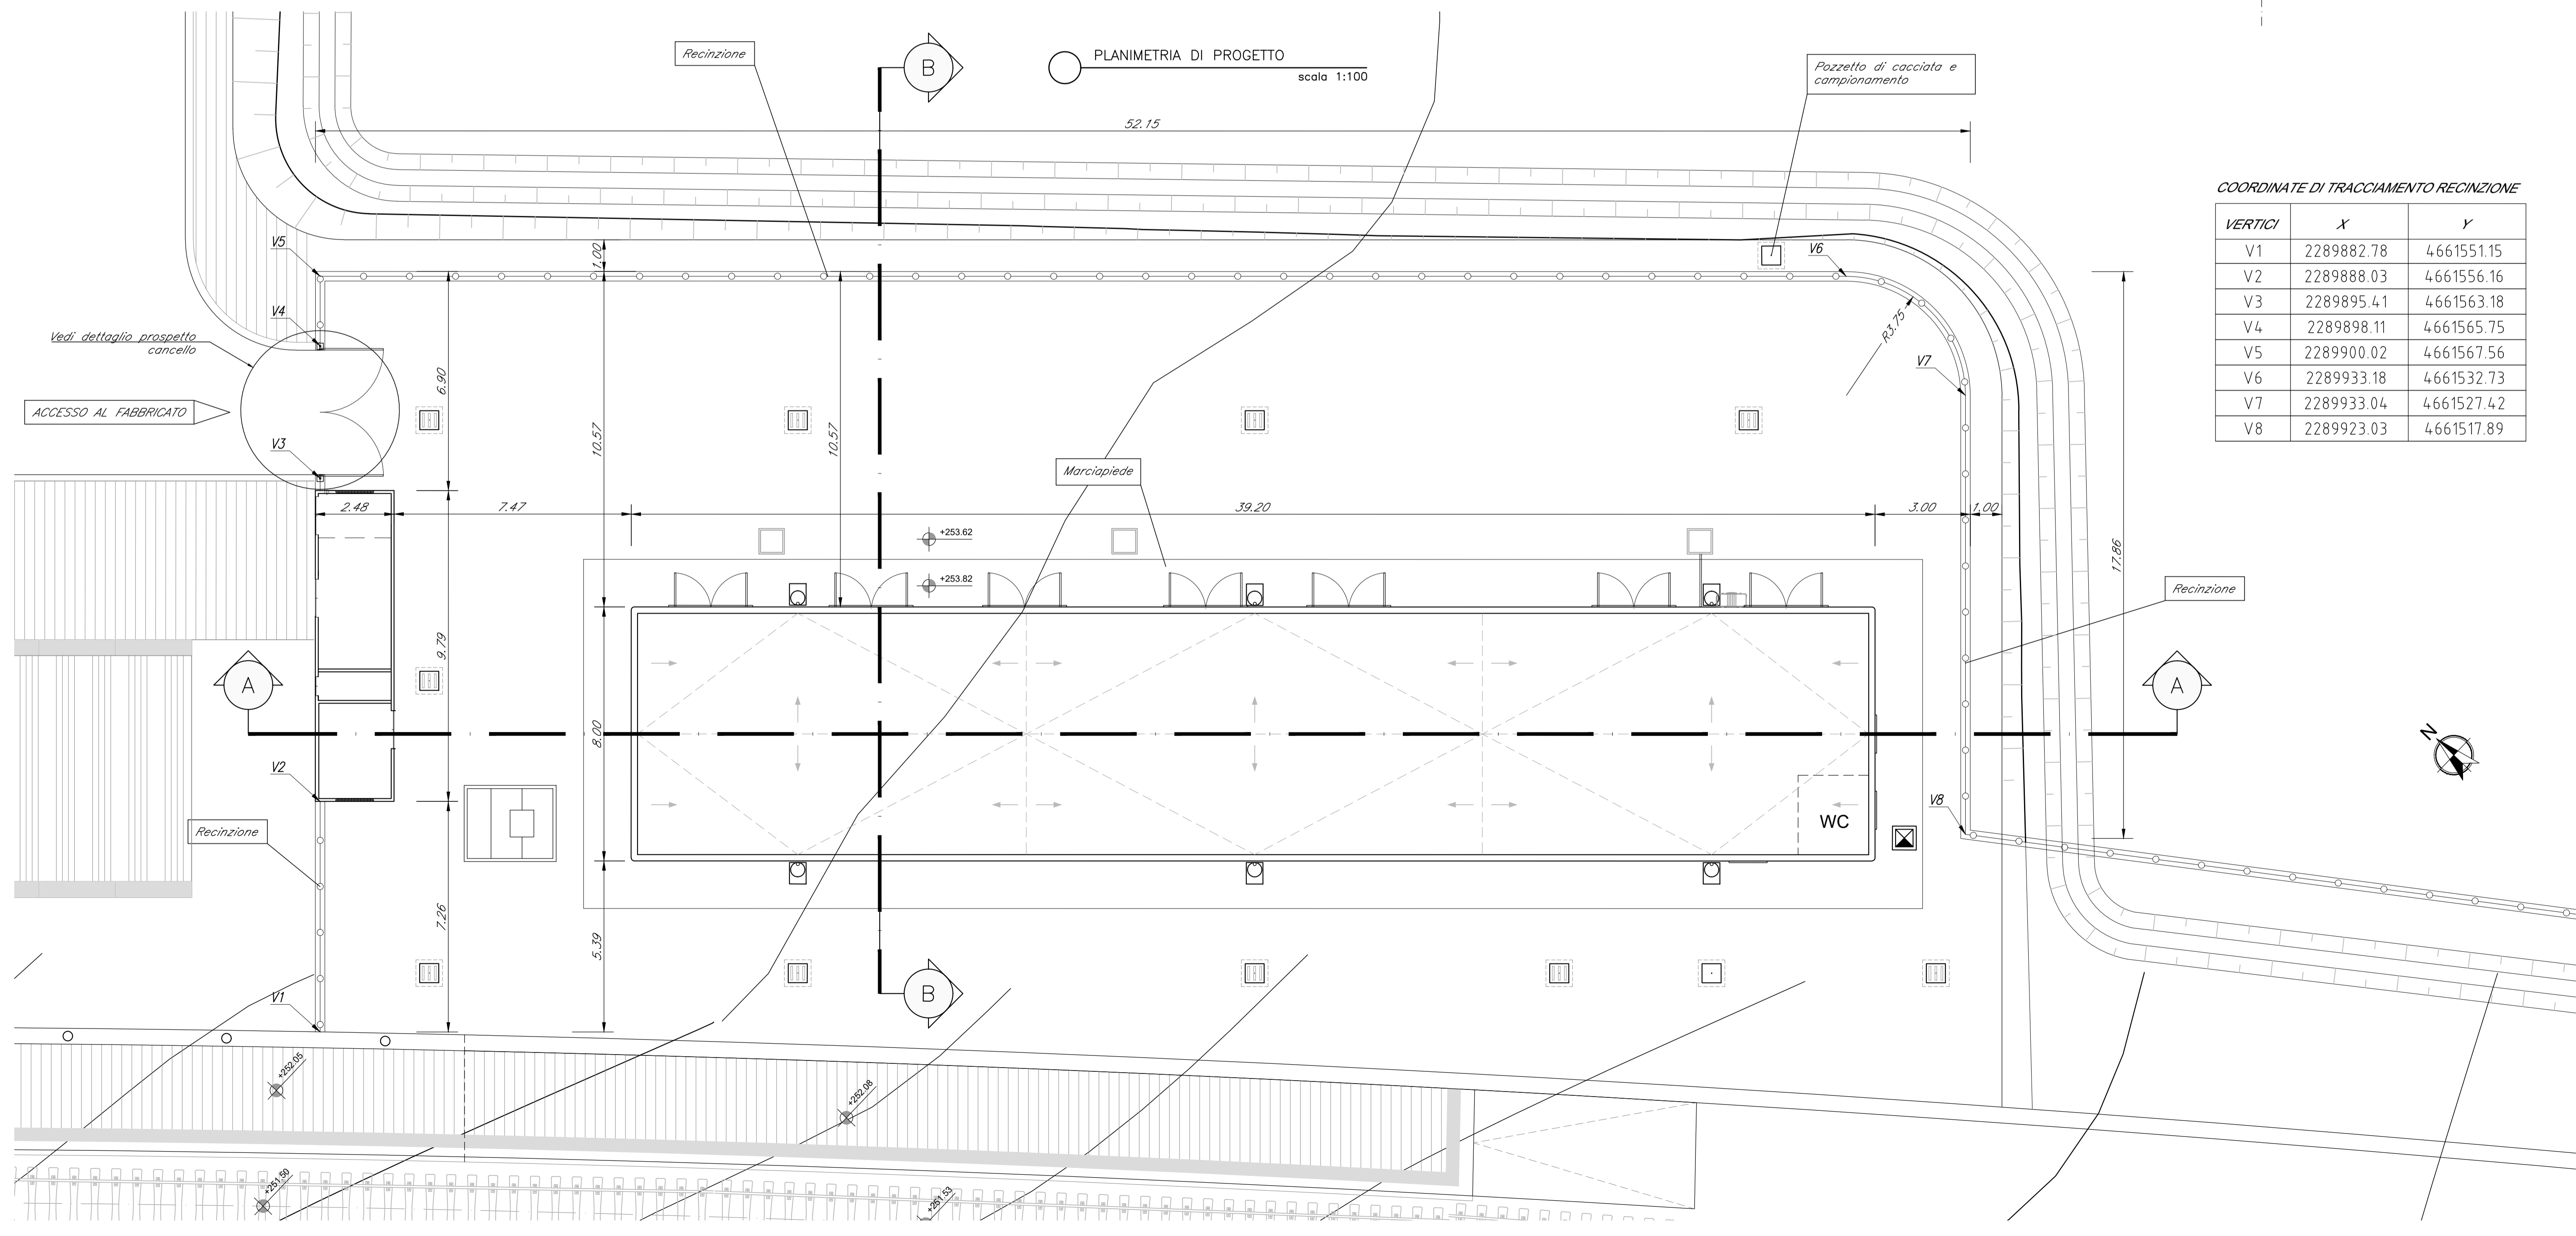 Recinzione
B
PLANIMETRIA DI PROGETTO
scala 1:100
Pozzetto di cacciata e
campionamento
52.15
COORDINATE DI TRACCIAMENTO RECINZIONE
VERTICI X Y
V1 2289882.78 4661551.15
V2 2289888.03 4661556.16
V3 2289895.41 4661563.18
V4 2289898.11 4661565.75
V5 2289900.02 4661567.56
V6 2289933.18 4661532.73
V7 2289933.04 4661527.42
V8 2289923.03 4661517.89
V5
1.00
V6
V4
R3.75
Vedi dettaglio prospetto
cancello
V7
6.90
ACCESSO AL FABBRICATO
10.57
10.57
V3
Marciapiede
2.48
7.47
39.20
3.00
1.00
17.86
+253.62
+253.82
Recinzione
9.79
A
A
8.00
N
V2
V8
WC
Recinzione
7.26
5.39
V1
B
+252.05
+252.08
+251.50
+251.53